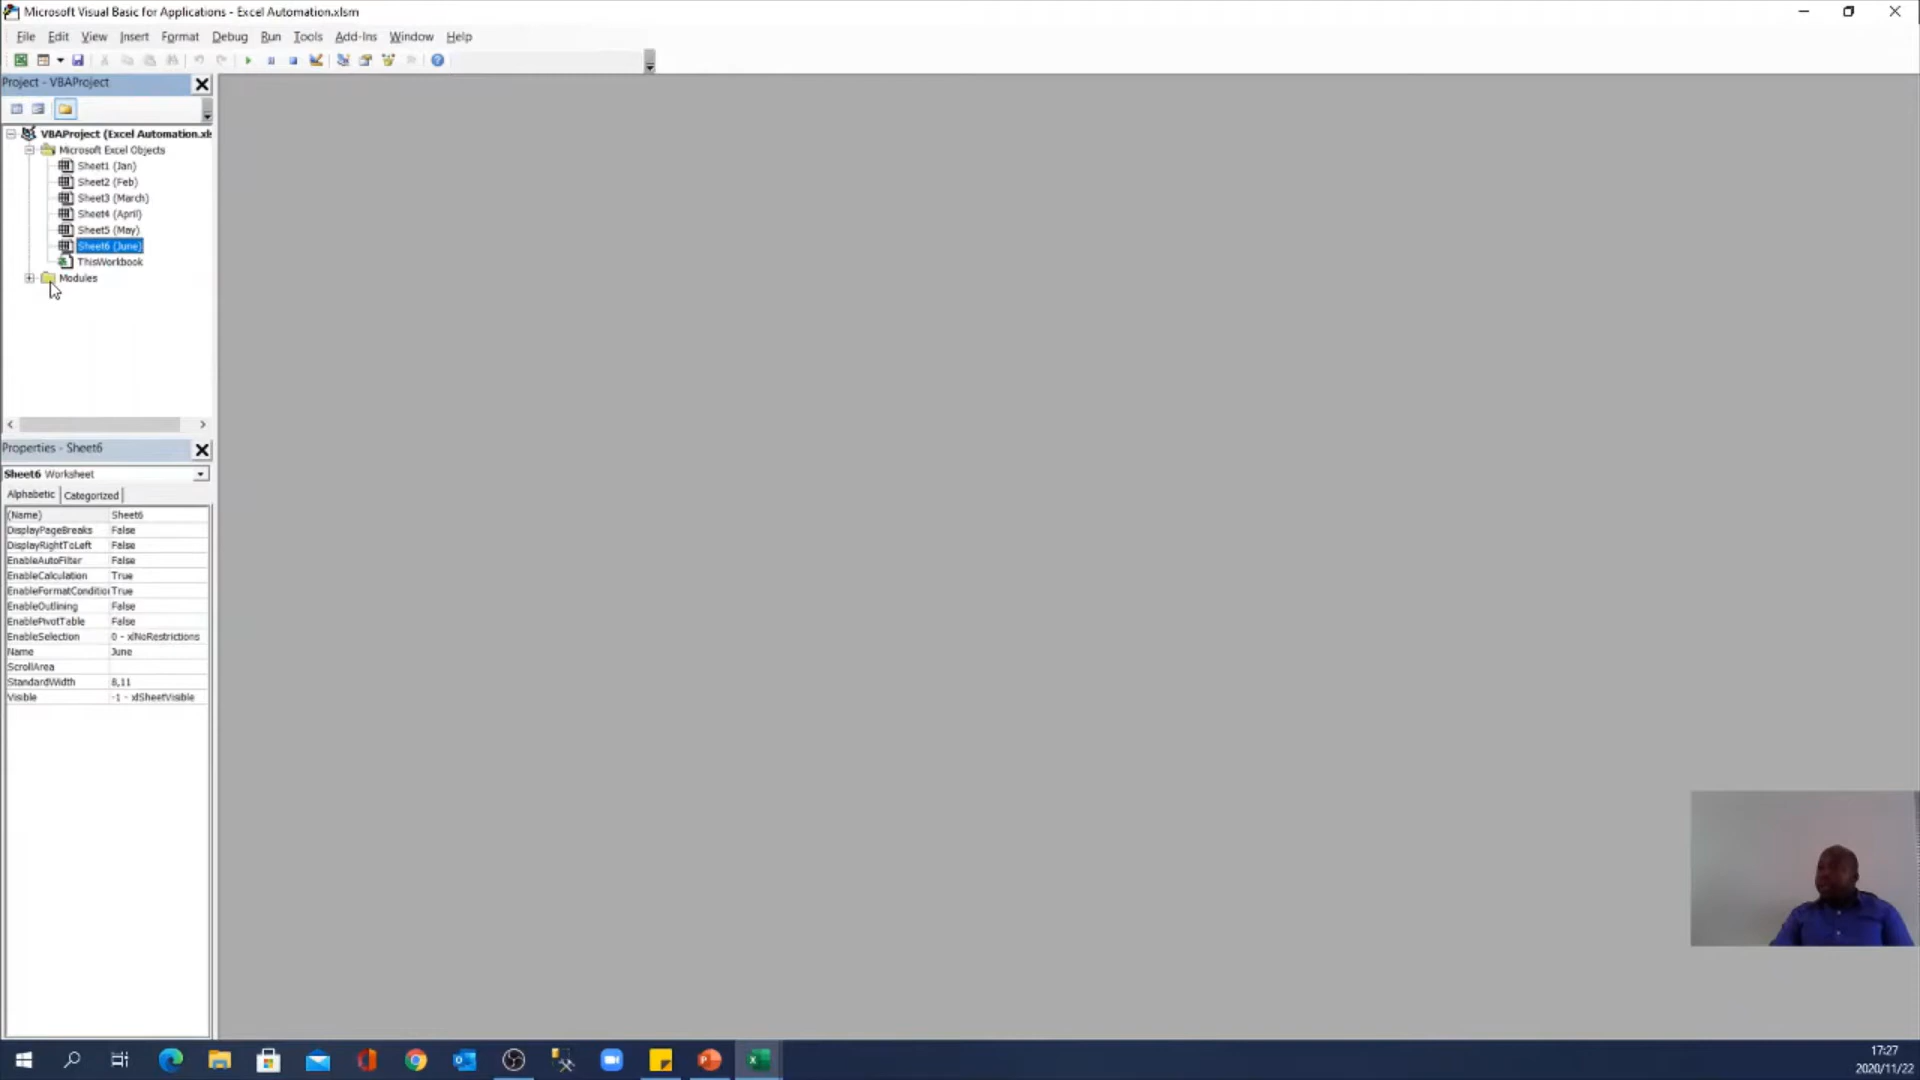 Microsoft Visual Basic for Applications - Excel Automation.xlsm
File Edit View Insert Format Debug Run Tools Add-Ins Window Help
Project - VBAProject
VBAProject (Excel Automation.xls
Microsoft Excel Objects
Sheet1 (Jan)
Sheet2 (Feb)
Sheet3 (March)
Sheet4 (April)
Sheet5 (May)
Sheet6 (June)
ThisWorkbook
Modules
Properties - Sheet6
Sheet6 Worksheet
Alphabetic Categorized
(Name) Sheet6
DisplayPageBreaks False
DisplayRightToLeft False
EnableAutoFilter False
EnableCalculation True
EnableFormatConditio True
EnableOutlining False
EnablePivotTable False
EnableSelection 0 - xlNoRestrictions
Name June
ScrollArea
StandardWidth 8,11
Visible -1 - xlSheetVisible
17:27
2020/11/22